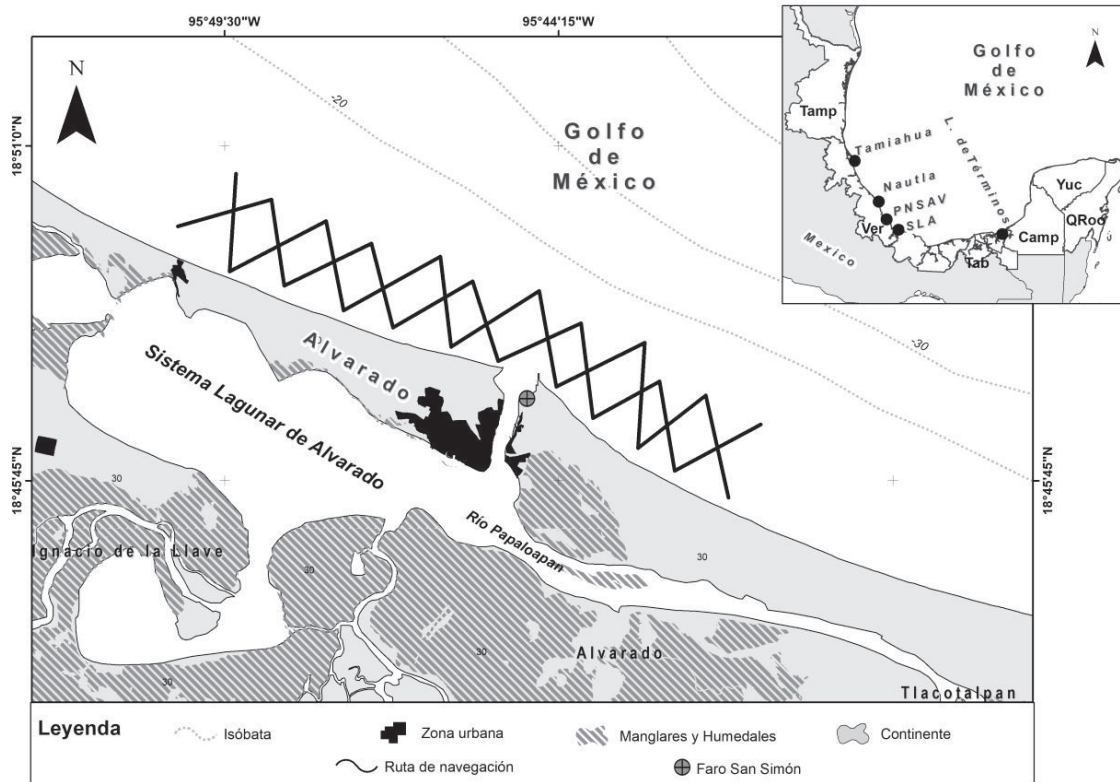 95°49'30"W
95°44'15"W
N
18°51'0"N
-20
Golfo
de
México
Alvarado
Sistema Lagunar de Alvarado
18°45'45"N
18°45'45"N
-30
30
Río Papaloapan
Ignacio de la Llave
30
30
30
30
Alvarado
Tlacotalpan
N
Golfo
de
México
Tamp
Tamiahua
L. de Términos
Nautla
PNSAV
SLA
Ver
Yuc
QRoo
Camp
Tab
Mexico
Leyenda
Isóbata
Zona urbana
Manglares y Humedales
Continente
Ruta de navegación
Faro San Simón